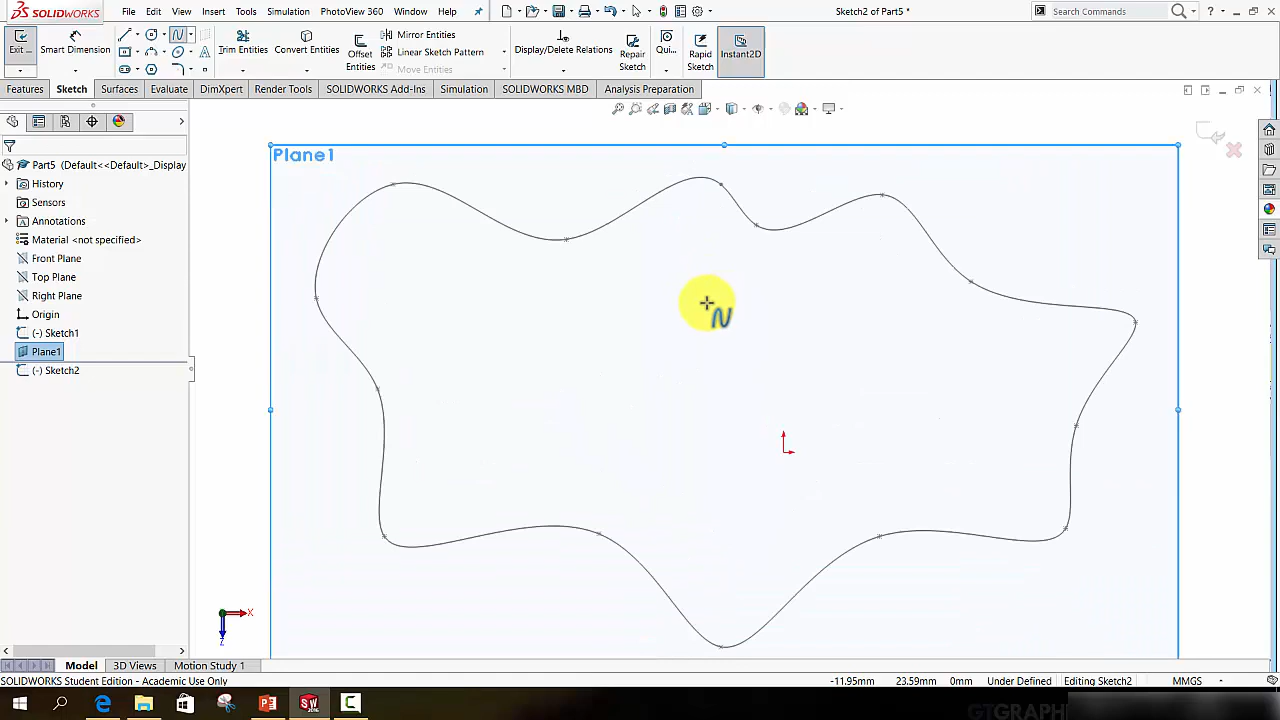 SOLIDWORKS File Edit View Insert Tools Simulation PhotoView 360 Window Help Sketch2 of Part5 * Search Commands
Exit ... Smart Dimension Trim Entities Convert Entities Offset Entities Mirror Entities Linear Sketch Pattern Move Entities Display/Delete Relations Repair Sketch Qui... Rapid Sketch Instant2D
Features Sketch Surfaces Evaluate DimXpert Render Tools SOLIDWORKS Add-Ins Simulation SOLIDWORKS MBD Analysis Preparation
Plane1
Part5 (Default<<Default>_Display
History
Sensors
Annotations
Material <not specified>
Front Plane
Top Plane
Right Plane
Origin
(-) Sketch1
Plane1
(-) Sketch2
X
Z
Model 3D Views Motion Study 1
SOLIDWORKS Student Edition - Academic Use Only -11.95mm 23.59mm 0mm Under Defined Editing Sketch2 MMGS